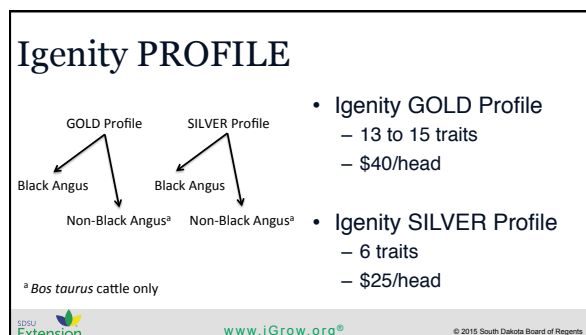 Igenity PROFILE
GOLD Profile
SILVER Profile
Black Angus
Black Angus
Non-Black Angusª
Non-Black Angusª
ª Bos taurus cattle only
• Igenity GOLD Profile
– 13 to 15 traits
– $40/head
• Igenity SILVER Profile
– 6 traits
– $25/head
SDSU
Extension
www.iGrow.org®
© 2015 South Dakota Board of Regents